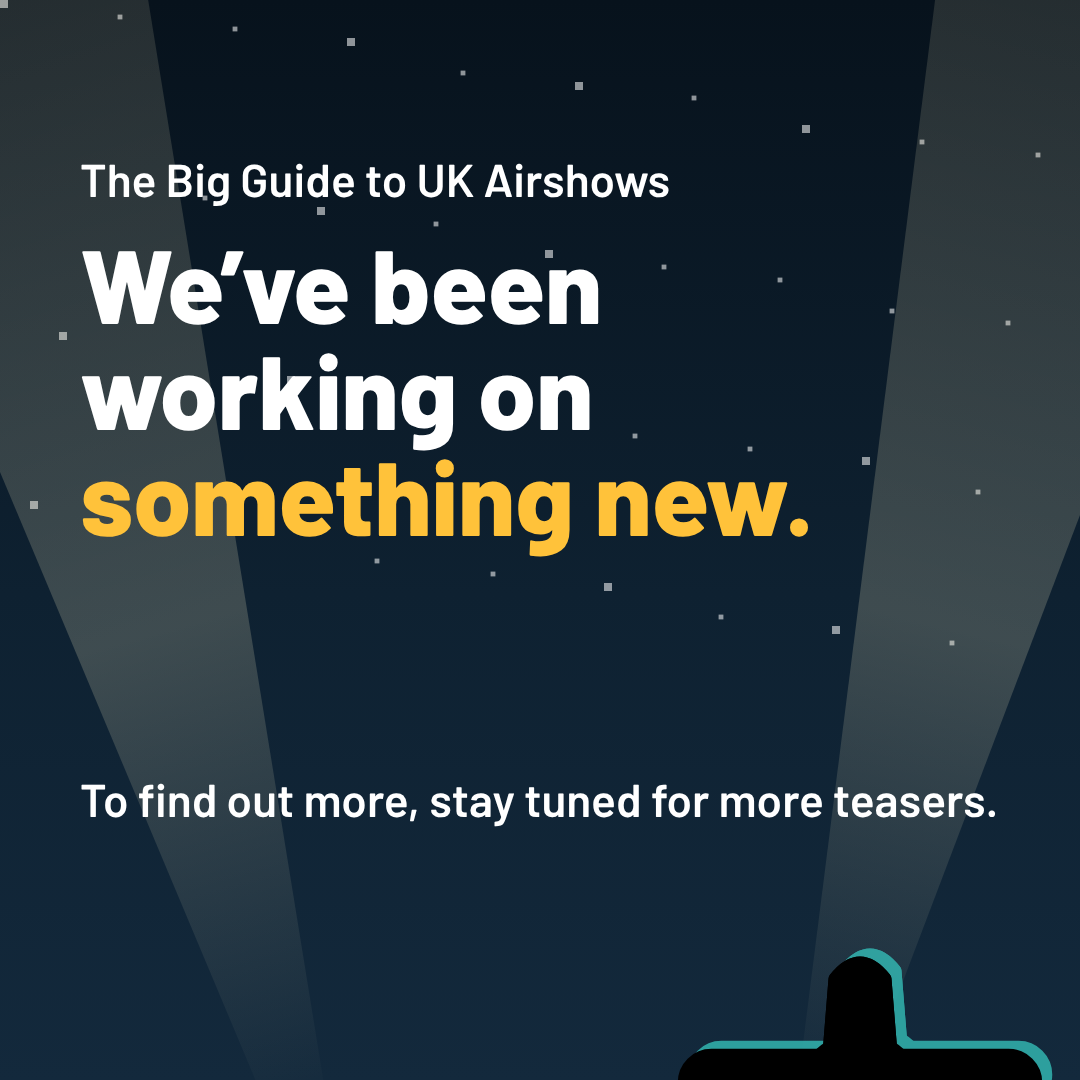 The Big Guide to UK Airshows
We’ve been
working on
something new.
To find out more, stay tuned for more teasers.